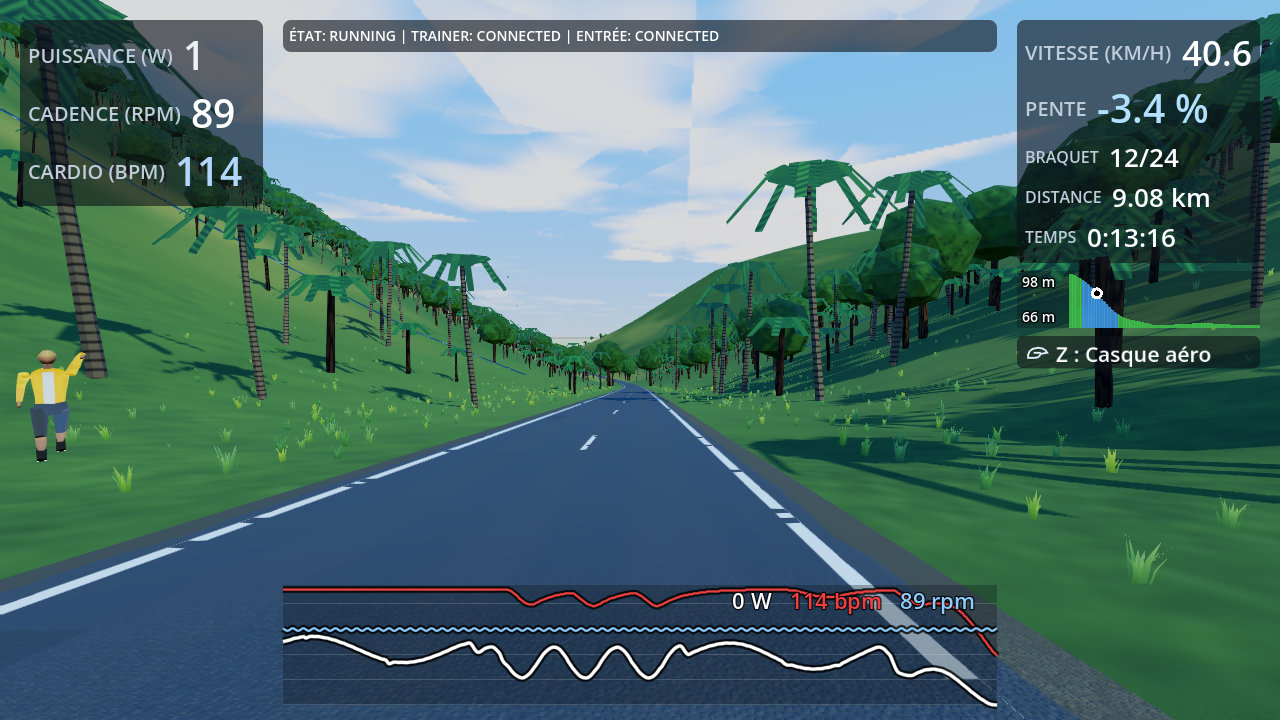 PUISSANCE (W) 1
CADENCE (RPM) 89
CARDIO (BPM) 114
ÉTAT: RUNNING | TRAINER: CONNECTED | ENTRÉE: CONNECTED
VITESSE (KM/H) 40.6
PENTE -3.4 %
BRAQUET 12/24
DISTANCE 9.08 km
TEMPS 0:13:16
98 m
66 m
Z : Casque aéro
0 W 114 bpm 89 rpm